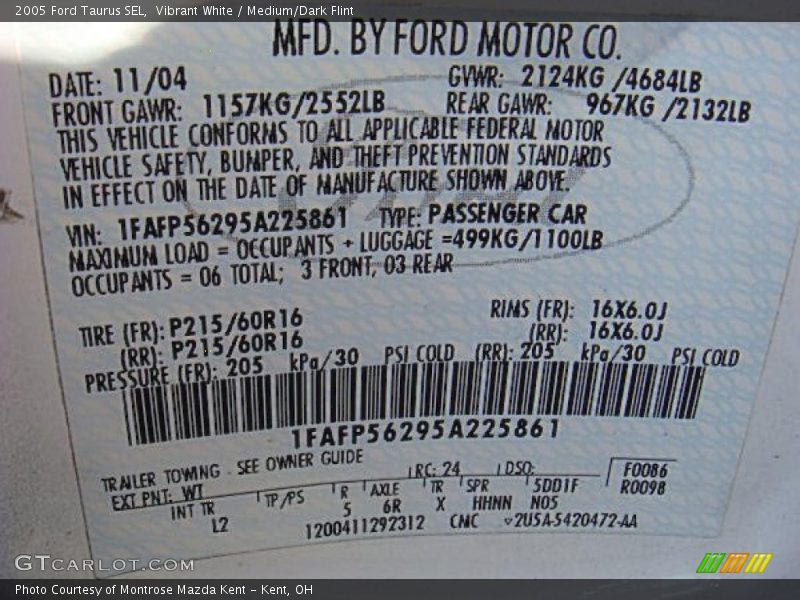 2005 Ford Taurus SEL,  Vibrant White / Medium/Dark Flint
MFD. BY FORD MOTOR CO.
DATE: 11/04 GVWR: 2124KG /4684LB
FRONT GAWR: 1157KG/2552LB REAR GAWR: 967KG /2132LB
THIS VEHICLE CONFORMS TO ALL APPLICABLE FEDERAL MOTOR
VEHICLE SAFETY, BUMPER, AND THEFT PREVENTION STANDARDS
IN EFFECT ON THE DATE OF MANUFACTURE SHOWN ABOVE.
VIN: 1FAFP56295A225861 TYPE: PASSENGER CAR
MAXIMUM LOAD = OCCUPANTS + LUGGAGE =499KG/1100LB
OCCUPANTS = 06 TOTAL; 3 FRONT, 03 REAR
TIRE (FR): P215/60R16 RIMS (FR): 16X6.0J
(RR): P215/60R16 (RR): 16X6.0J
PRESSURE (FR): 205 kPa/30 PSI COLD (RR): 205 kPa/30 PSI COLD
1FAFP56295A225861
TRAILER TOWING - SEE OWNER GUIDE RC: 24 DSO: F0086
EXT PNT: WT R0098
INT TR TP/PS R AXLE TR SPR 5DD1F
L2 5 6R X HHNN N05
1200411292312 CNC 2U5A-5420472-AA
GTCARLOT.COM
Photo Courtesy of Montrose Mazda Kent - Kent, OH